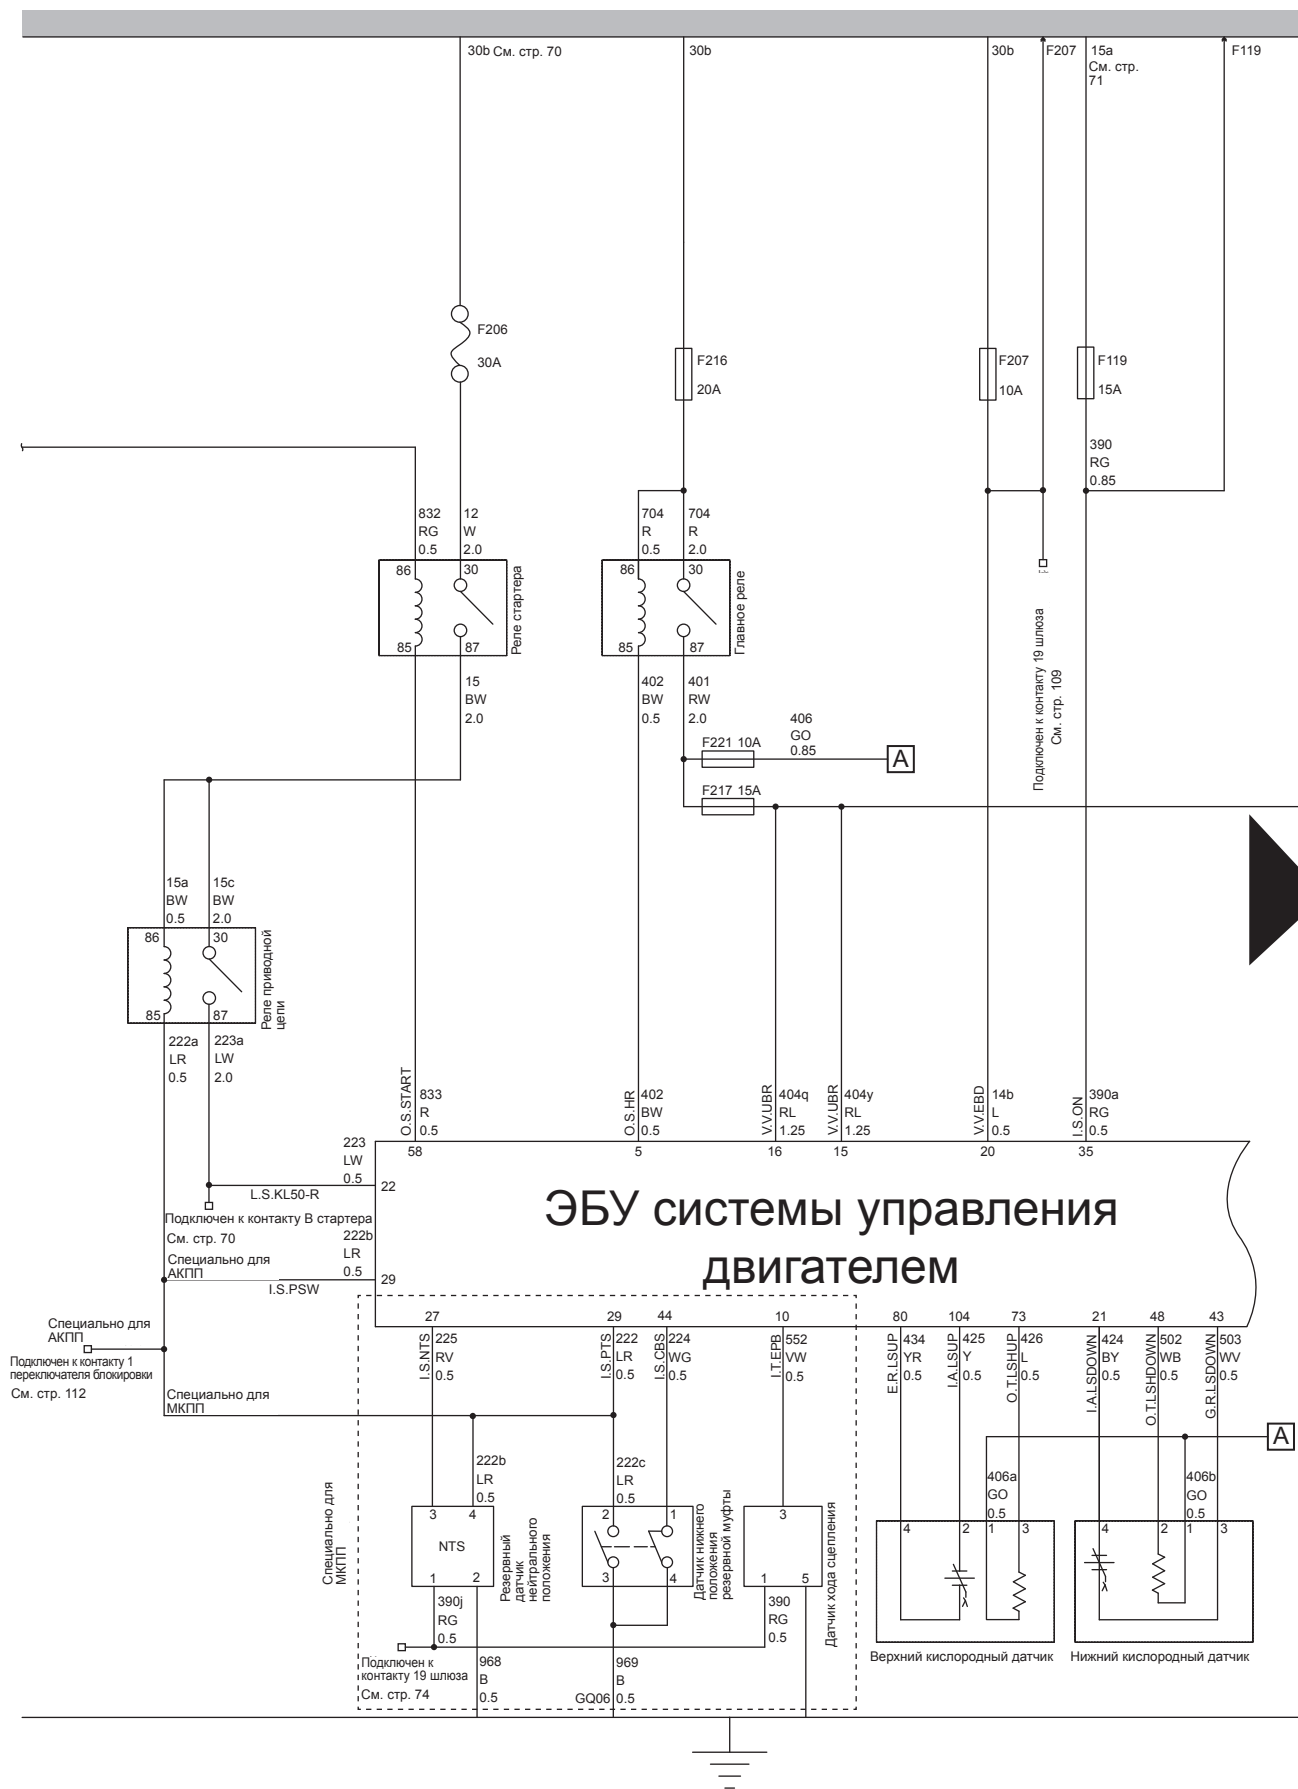 30b См. стр. 70
30b
30b
F207
15a
См. стр.
71
F119
F206
30A
F216
20A
F207
10A
F119
15A
390
RG
0.85
832
RG
0.5
12
W
2.0
704
R
0.5
704
R
2.0
86
30
85
87
Реле стартера
86
30
85
87
Главное реле
Подключен к контакту 19 шлюза
См. стр. 109
15
BW
2.0
402
BW
0.5
401
RW
2.0
406
GO
0.85
F221 10A
A
F217 15A
15a
BW
0.5
15c
BW
2.0
86
30
85
87
Реле приводной
цепи
222a
LR
0.5
223a
LW
2.0
O.S.START
833
R
0.5
O.S.HR
402
BW
0.5
V.V.UBR
404q
RL
1.25
V.V.UBR
404y
RL
1.25
V.V.EBD
14b
L
0.5
I.S.ON
390a
RG
0.5
58
5
16
15
20
35
223
LW
0.5
L.S.KL50-R
22
Подключен к контакту B стартера
См. стр. 70
222b
LR
0.5
Специально для
АКПП
I.S.PSW
29
ЭБУ системы управления
двигателем
Специально для
АКПП
Подключен к контакту 1
переключателя блокировки
См. стр. 112
Специально для
МКПП
27
29
44
10
80
104
73
21
48
43
I.S.NTS
225
RV
0.5
I.S.PTS
222
LR
0.5
I.S.CBS
224
WG
0.5
I.T.EPB
552
VW
0.5
E.R.LSUP
434
YR
0.5
I.A.LSUP
425
Y
0.5
O.T.LSHUP
426
L
0.5
I.A.LSDOWN
424
BY
0.5
O.T.LSHDOWN
502
WB
0.5
G.R.LSDOWN
503
WV
0.5
A
222b
LR
0.5
222c
LR
0.5
406a
GO
0.5
406b
GO
0.5
Специально для
МКПП
3
4
NTS
1
2
Резервный
датчик
нейтрального
положения
2
1
3
4
Датчик нижнего
положения
резервной муфты
3
1
5
Датчик хода сцепления
4
2
1
3
4
2
1
3
390j
RG
0.5
390
RG
0.5
Верхний кислородный датчик
Нижний кислородный датчик
Подключен к
контакту 19 шлюза
См. стр. 74
968
B
0.5
969
B
GQ06 0.5